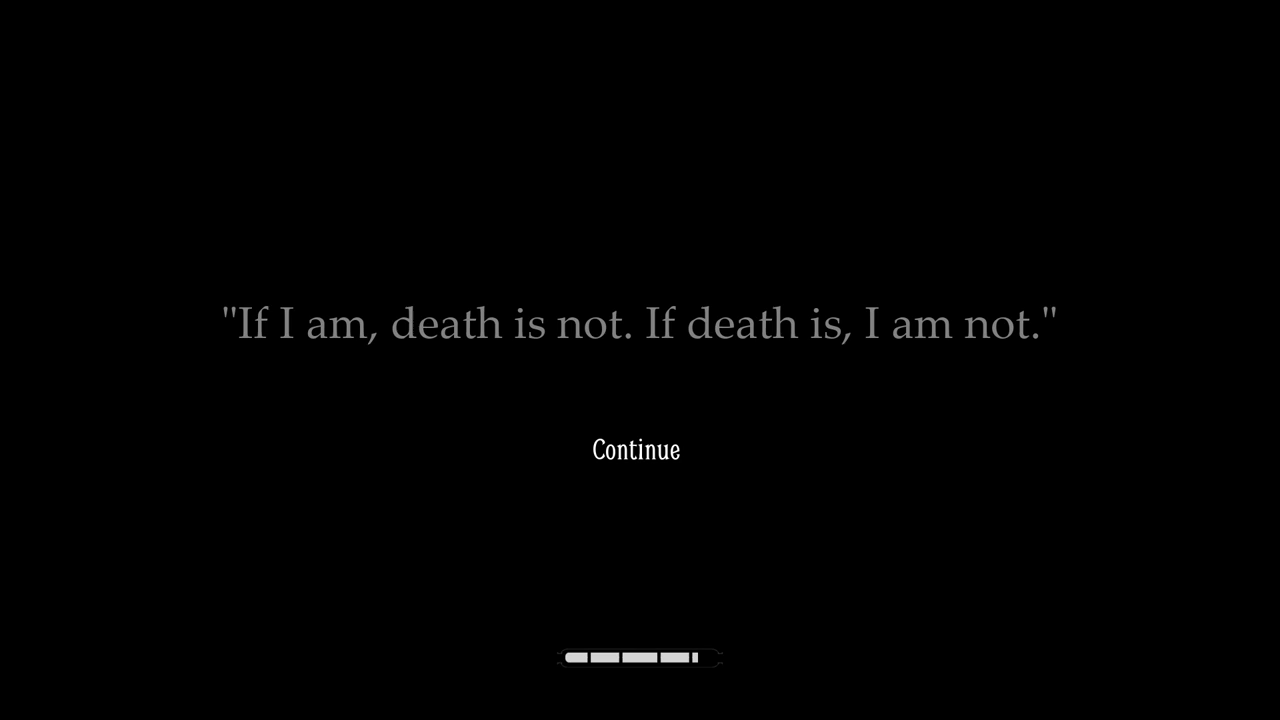 "If I am, death is not. If death is, I am not."
Continue